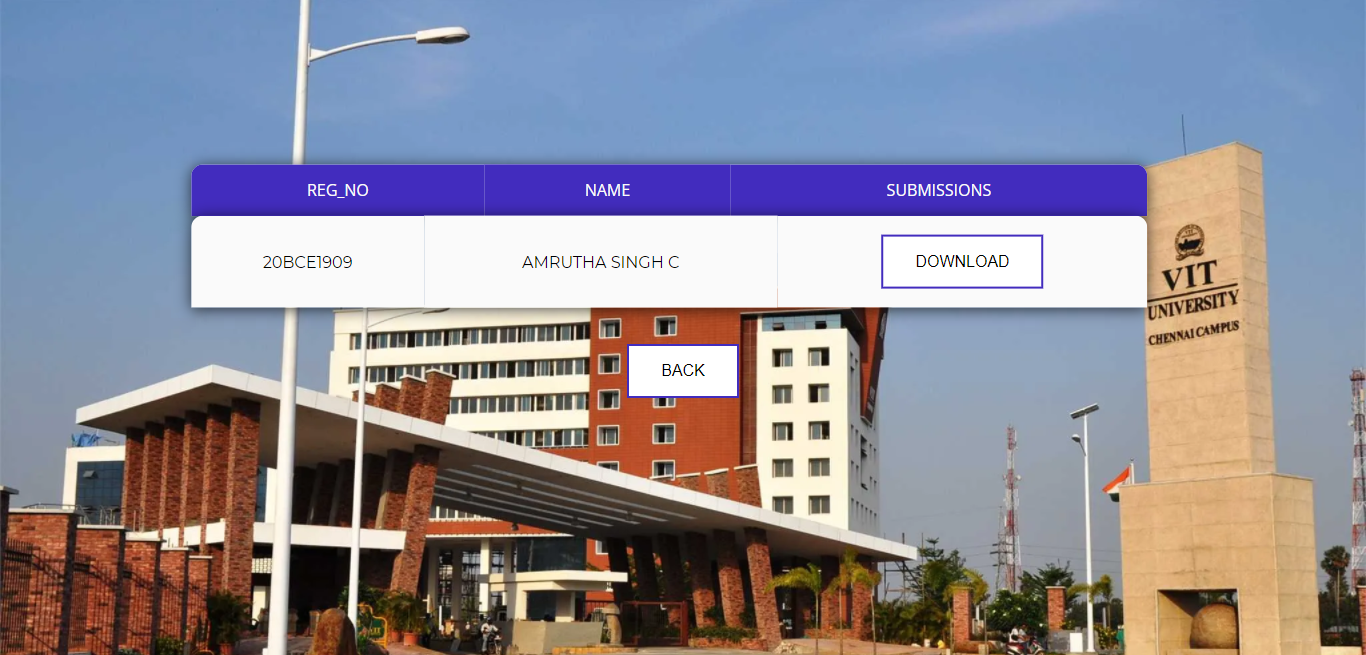 REG_NO NAME SUBMISSIONS
20BCE1909 AMRUTHA SINGH C DOWNLOAD
BACK
VIT
UNIVERSITY
CHENNAI CAMPUS